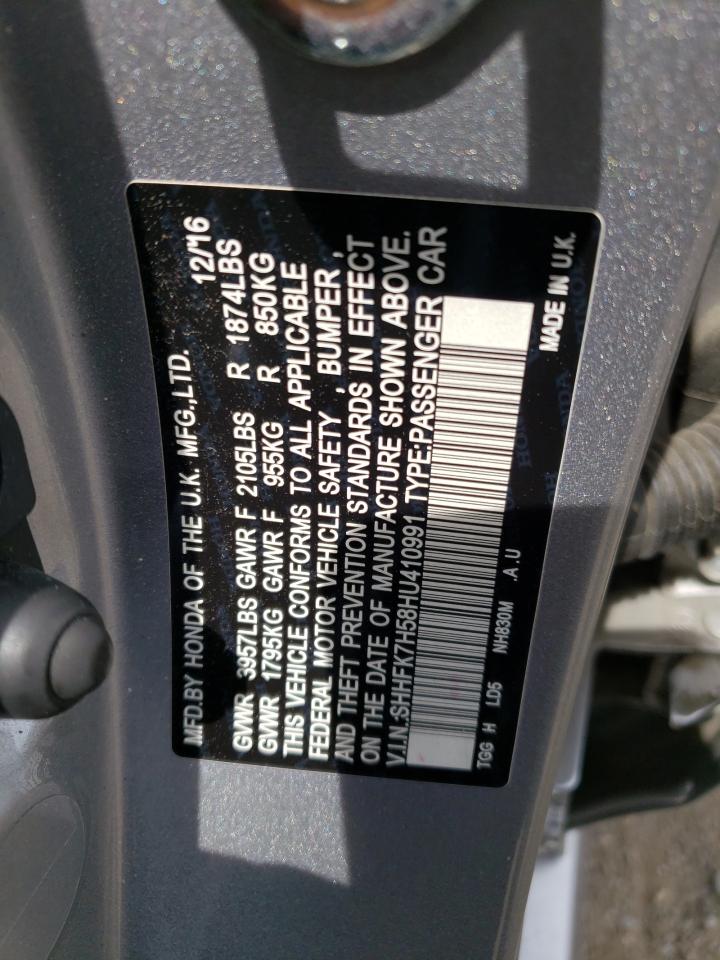 MFD.BY HONDA OF THE U.K. MFG.,LTD. 12/16
GVWR 3957LBS GAWR F 2105LBS R 1874LBS
GVWR 1795KG GAWR F 955KG R 850KG
THIS VEHICLE CONFORMS TO ALL APPLICABLE
FEDERAL MOTOR VEHICLE SAFETY , BUMPER ,
AND THEFT PREVENTION STANDARDS IN EFFECT
ON THE DATE OF MANUFACTURE SHOWN ABOVE.
V.I.N.:SHHFK7H58HU410991 TYPE:PASSENGER CAR
TGG H LD5 NH830M .A.U MADE IN U.K.